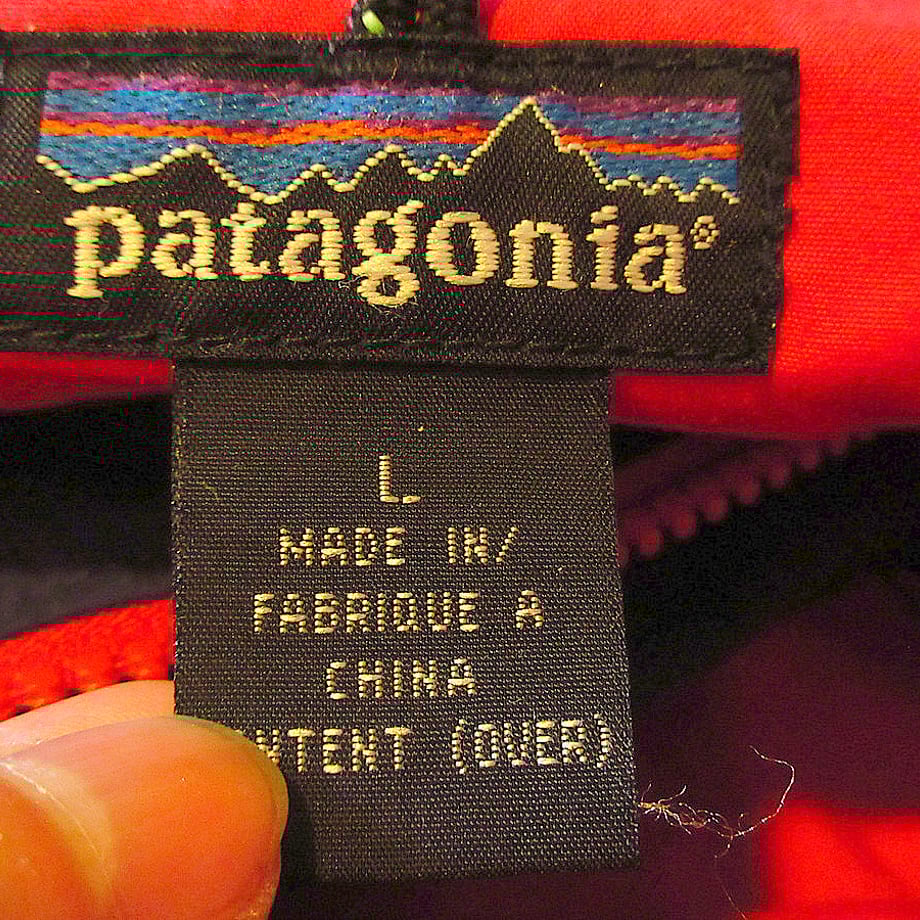 patagonia®
L
MADE IN/
FABRIQUE A
CHINA
(OVER)